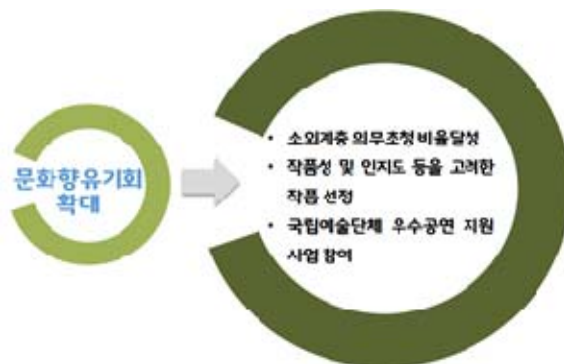 문화향유기회
확대
• 소외계층 의무초청 비율달성
• 작품성 및 인지도 등을 고려한
작품 선정
• 국립예술단체 우수공연 지원
사업 참여